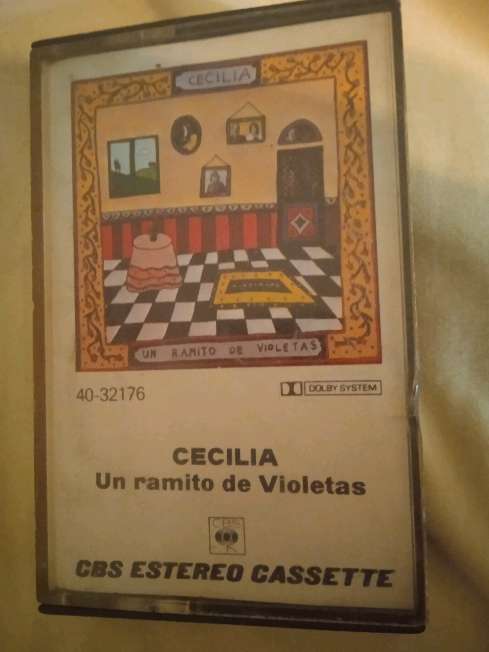 CECILIA
UN RAMITO DE VIOLETAS
40-32176
DOLBY SYSTEM
CECILIA
Un ramito de Violetas
CBS
CBS ESTEREO CASSETTE